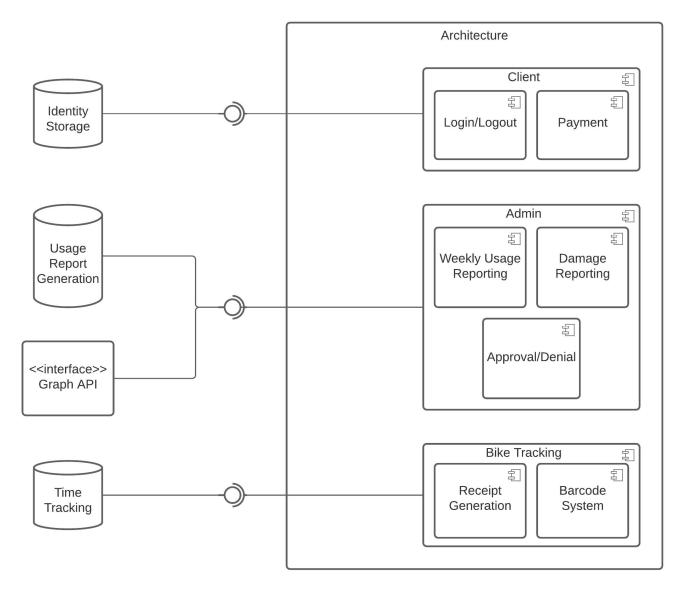 Architecture
Client
Identity
Storage
Login/Logout
Payment
Admin
Usage
Report
Generation
Weekly Usage
Reporting
Damage
Reporting
<<interface>>
Graph API
Approval/Denial
Bike Tracking
Time
Tracking
Receipt
Generation
Barcode
System